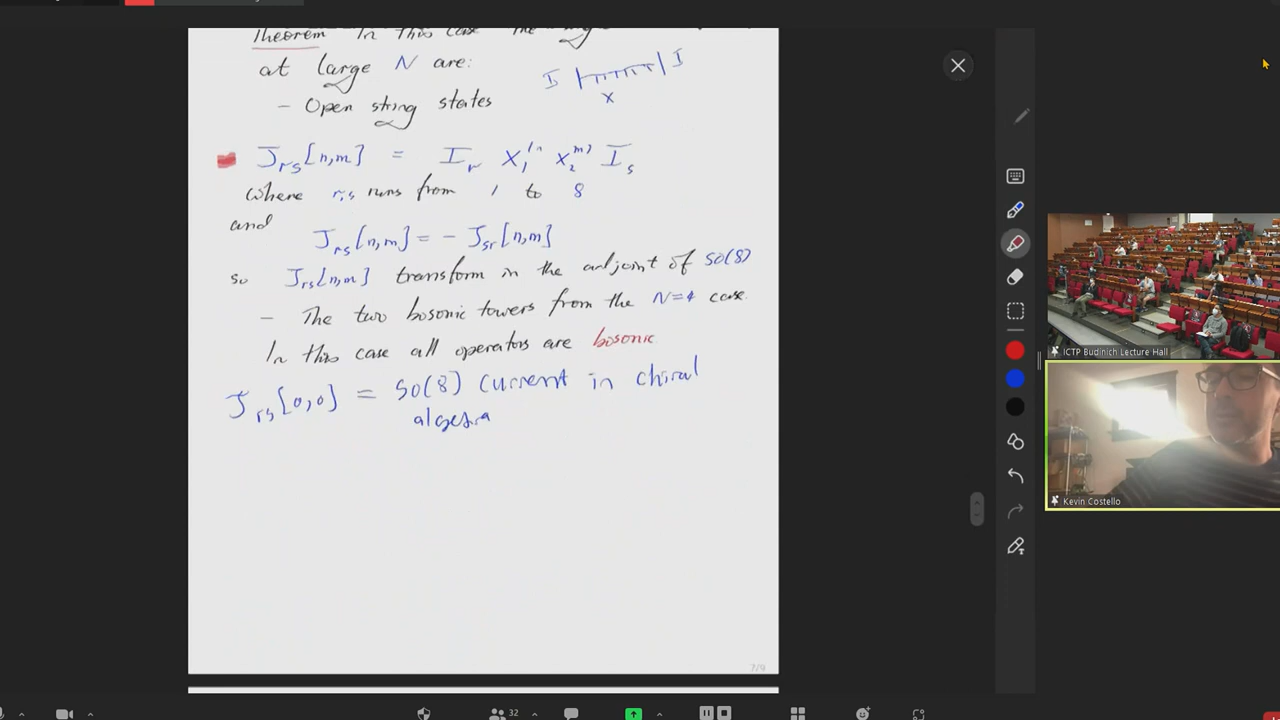 Theorem In this case the
at large N are:
I I
X
- Open string states
J_rs[n,m] = I_r X_1^(n X_2^m) I_s
where r,s runs from 1 to 8
and
J_rs[n,m] = - J_sr[n,m]
so J_rs[n,m] transform in the adjoint of SO(8)
- The two bosonic towers from the N=4 case.
In this case all operators are bosonic
J_rs[0,0] = SO(8) current in chiral
algebra
7/9
ICTP Budinich Lecture Hall
Kevin Costello
32